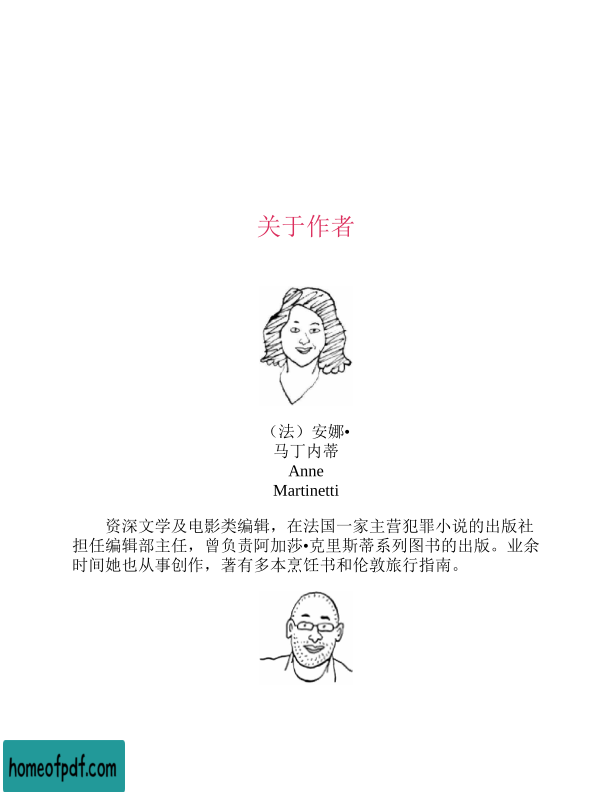 关于作者
（法）安娜•
马丁内蒂
Anne
Martinetti
资深文学及电影类编辑，在法国一家主营犯罪小说的出版社
担任编辑部主任，曾负责阿加莎•克里斯蒂系列图书的出版。业余
时间她也从事创作，著有多本烹饪书和伦敦旅行指南。
homeofpdf.com